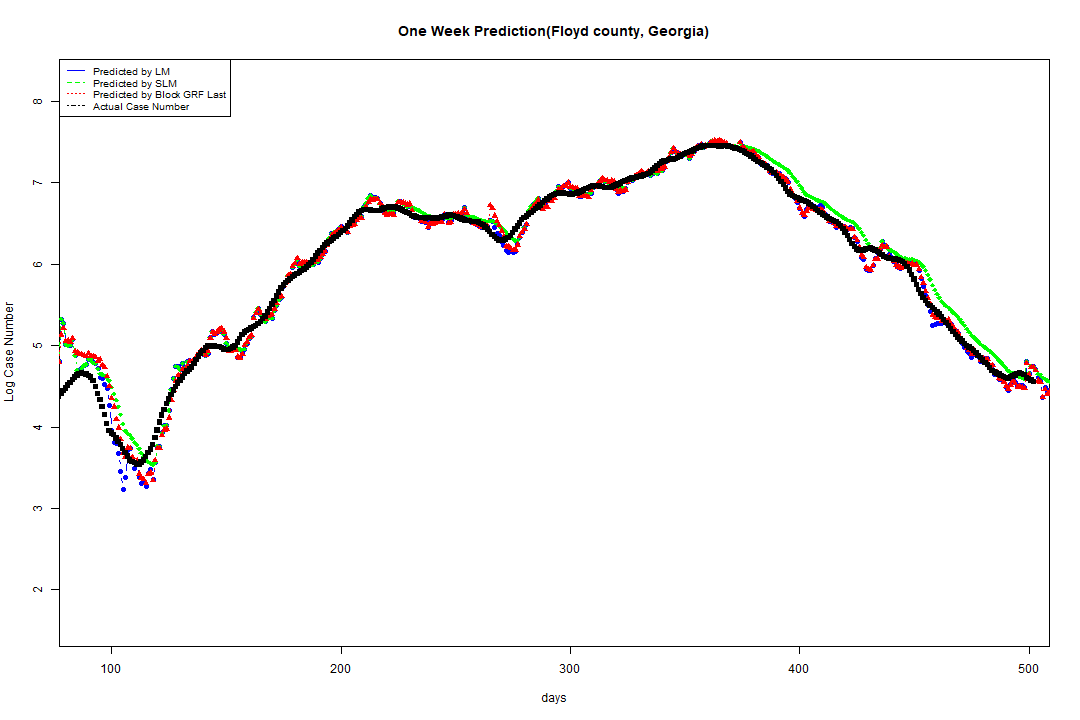 One Week Prediction(Floyd county, Georgia)
Predicted by LM
Predicted by SLM
Predicted by Block GRF Last
Actual Case Number
8
7
6
5
4
3
2
Log Case Number
100 200 300 400 500
days